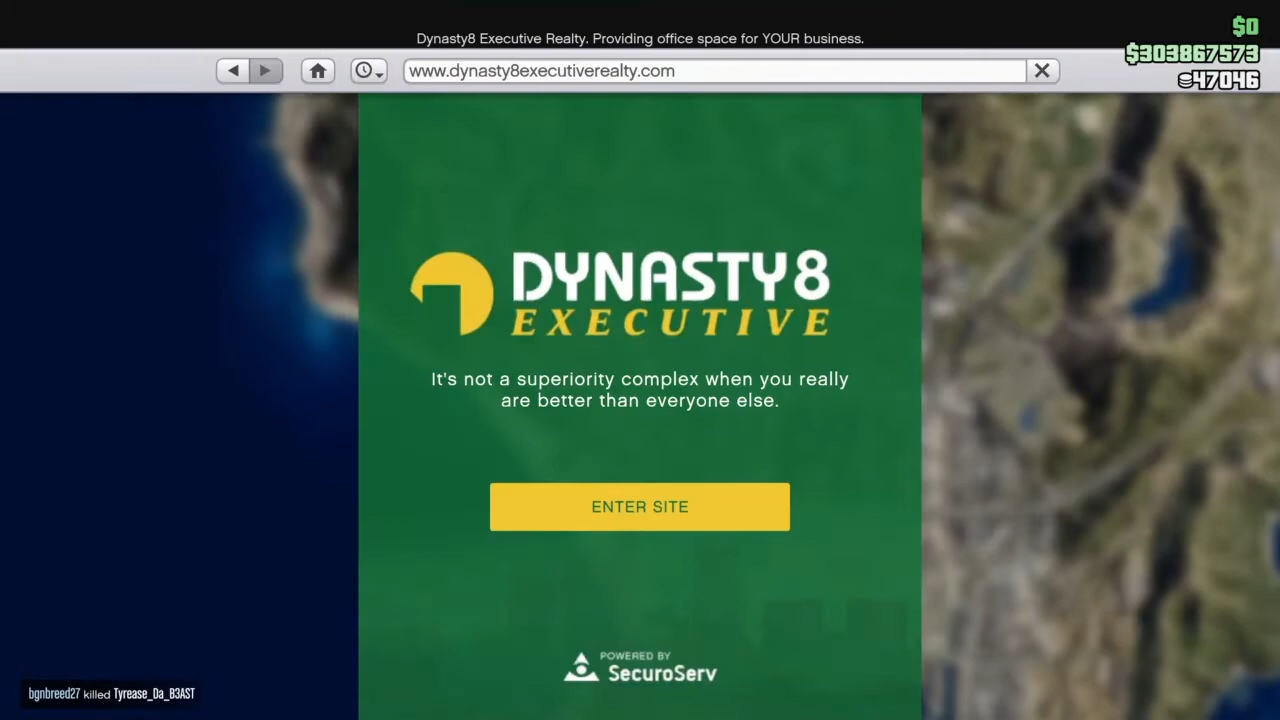 Dynasty8 Executive Realty. Providing office space for YOUR business.
$0
$303867573
47046
www.dynasty8executiverealty.com
DYNASTY8
EXECUTIVE
It's not a superiority complex when you really
are better than everyone else.
ENTER SITE
POWERED BY
SecuroServ
bgnbreed27 killed Tyrease_Da_B3AST